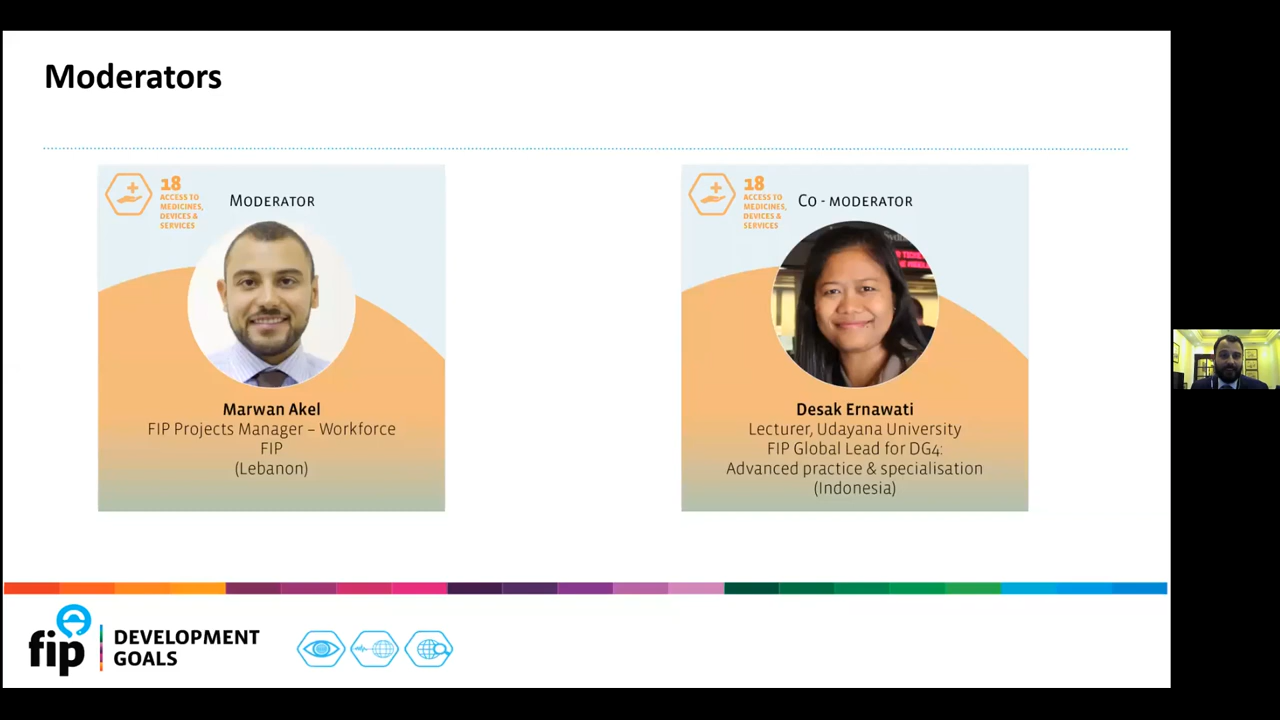 Moderators
18
ACCESS TO
MEDICINES,
DEVICES &
SERVICES
MODERATOR
Marwan Akel
FIP Projects Manager – Workforce
FIP
(Lebanon)
18
ACCESS TO
MEDICINES,
DEVICES &
SERVICES
CO - MODERATOR
Desak Ernawati
Lecturer, Udayana University
FIP Global Lead for DG4:
Advanced practice & specialisation
(Indonesia)
fip
DEVELOPMENT
GOALS